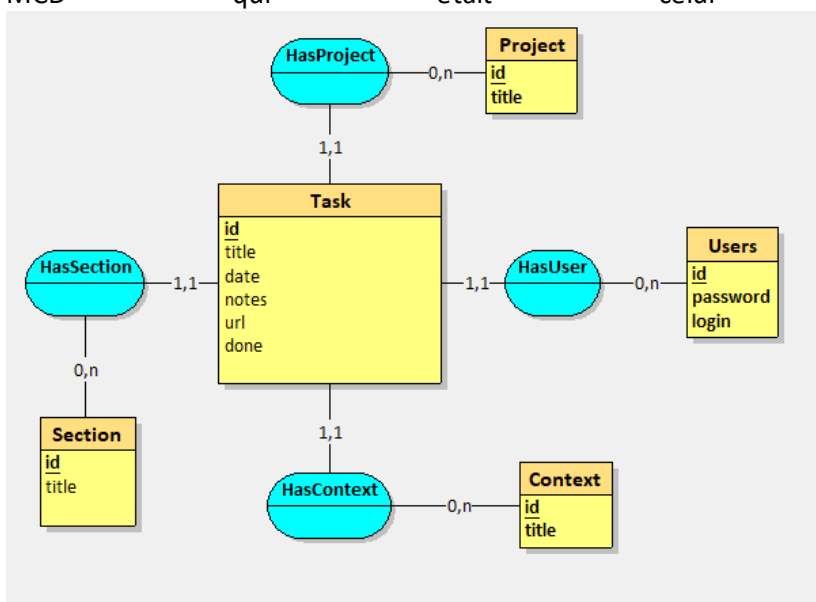 MCD qui était celui
HasProject
0,n
Project
id
title
1,1
Task
id
title
date
notes
url
done
HasSection
1,1
1,1
HasUser
0,n
Users
id
password
login
0,n
Section
id
title
1,1
HasContext
0,n
Context
id
title